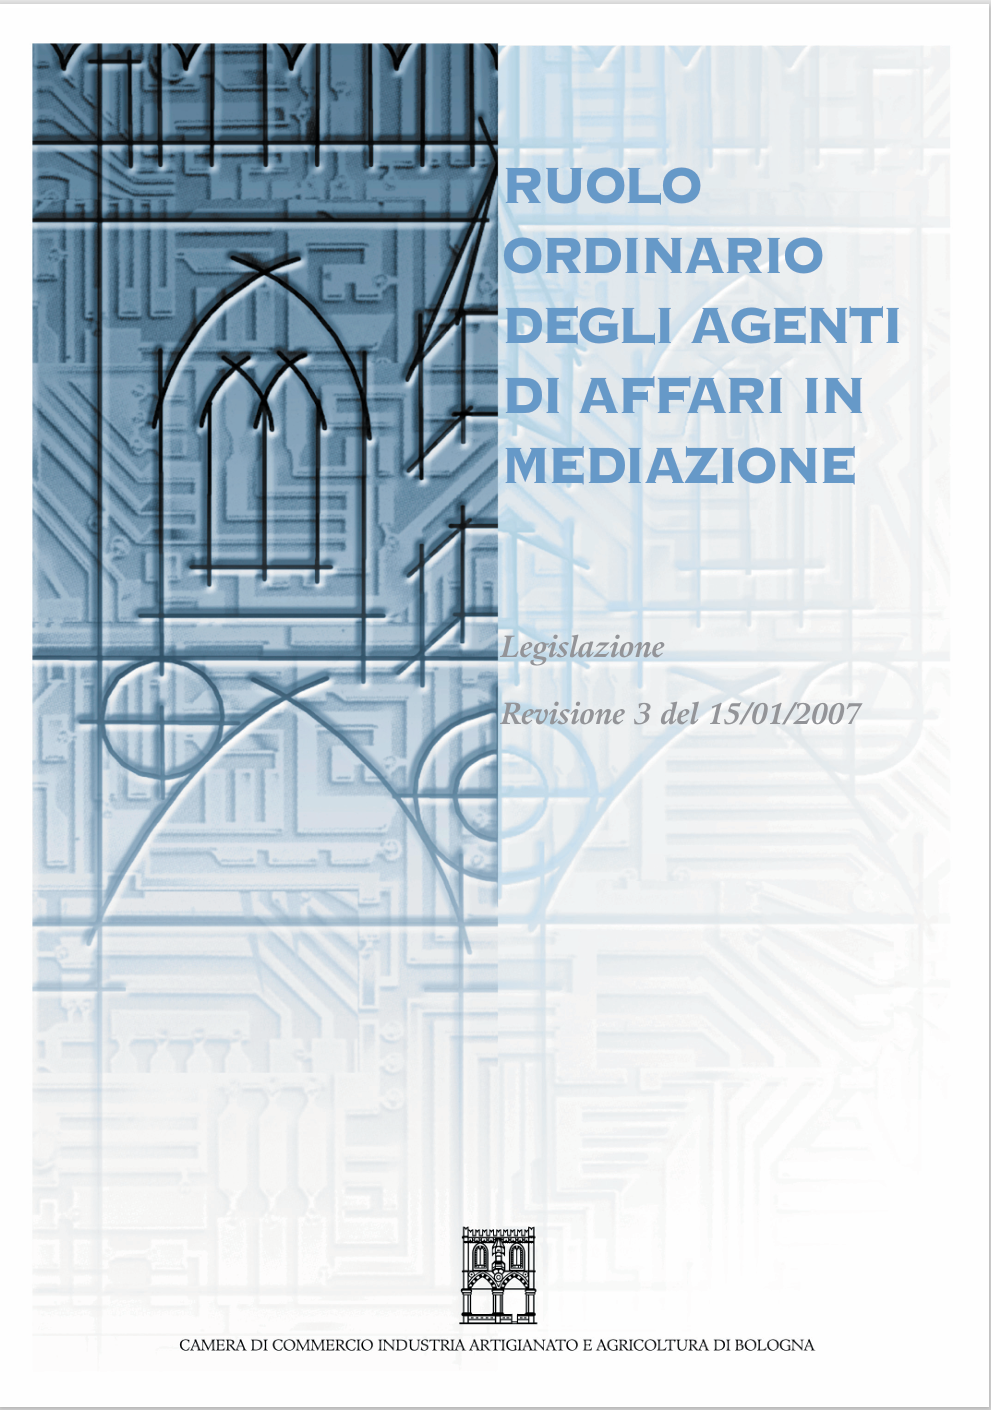 RUOLO
ORDINARIO
DEGLI AGENTI
DI AFFARI IN
MEDIAZIONE
Legislazione
Revisione 3 del 15/01/2007
CAMERA DI COMMERCIO INDUSTRIA ARTIGIANATO E AGRICOLTURA DI BOLOGNA